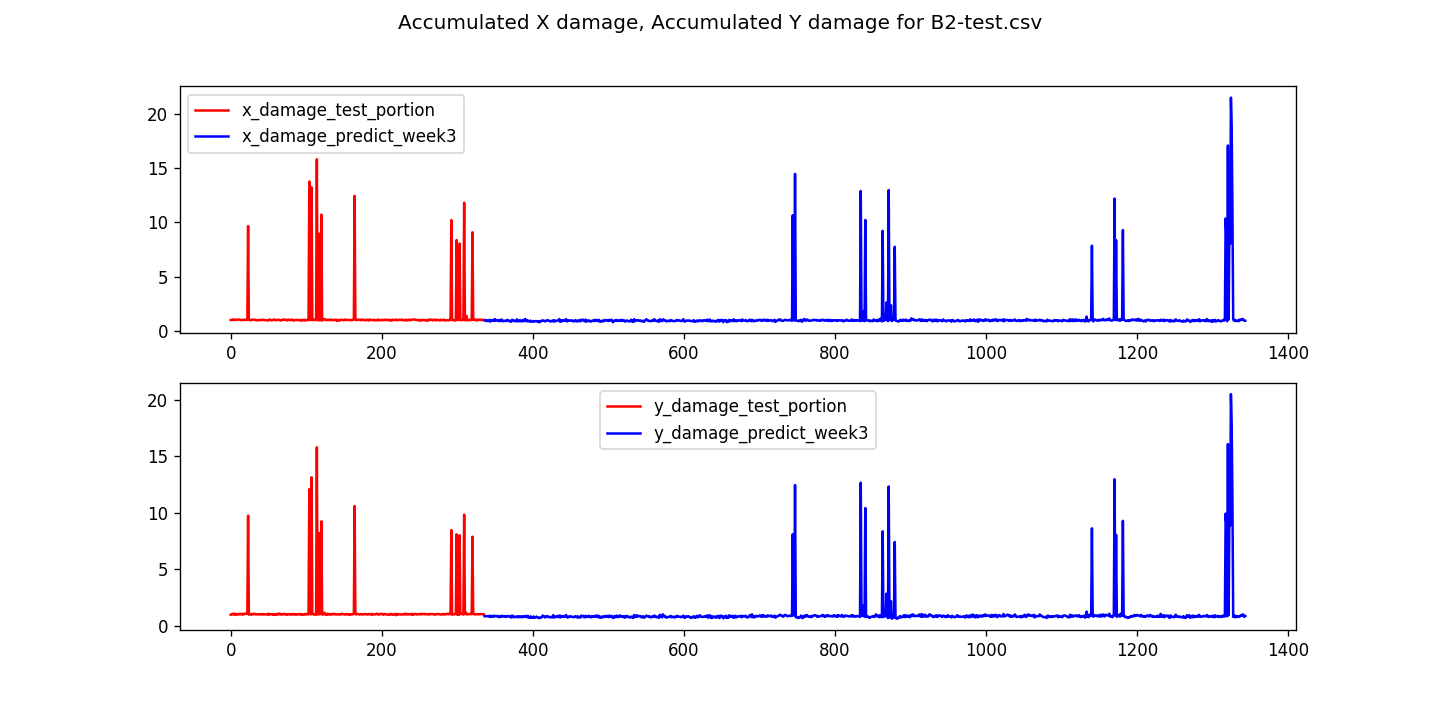 Accumulated X damage, Accumulated Y damage for B2-test.csv
x_damage_test_portion
x_damage_predict_week3
20
15
10
5
0
0 200 400 600 800 1000 1200 1400
y_damage_test_portion
y_damage_predict_week3
20
15
10
5
0
0 200 400 600 800 1000 1200 1400